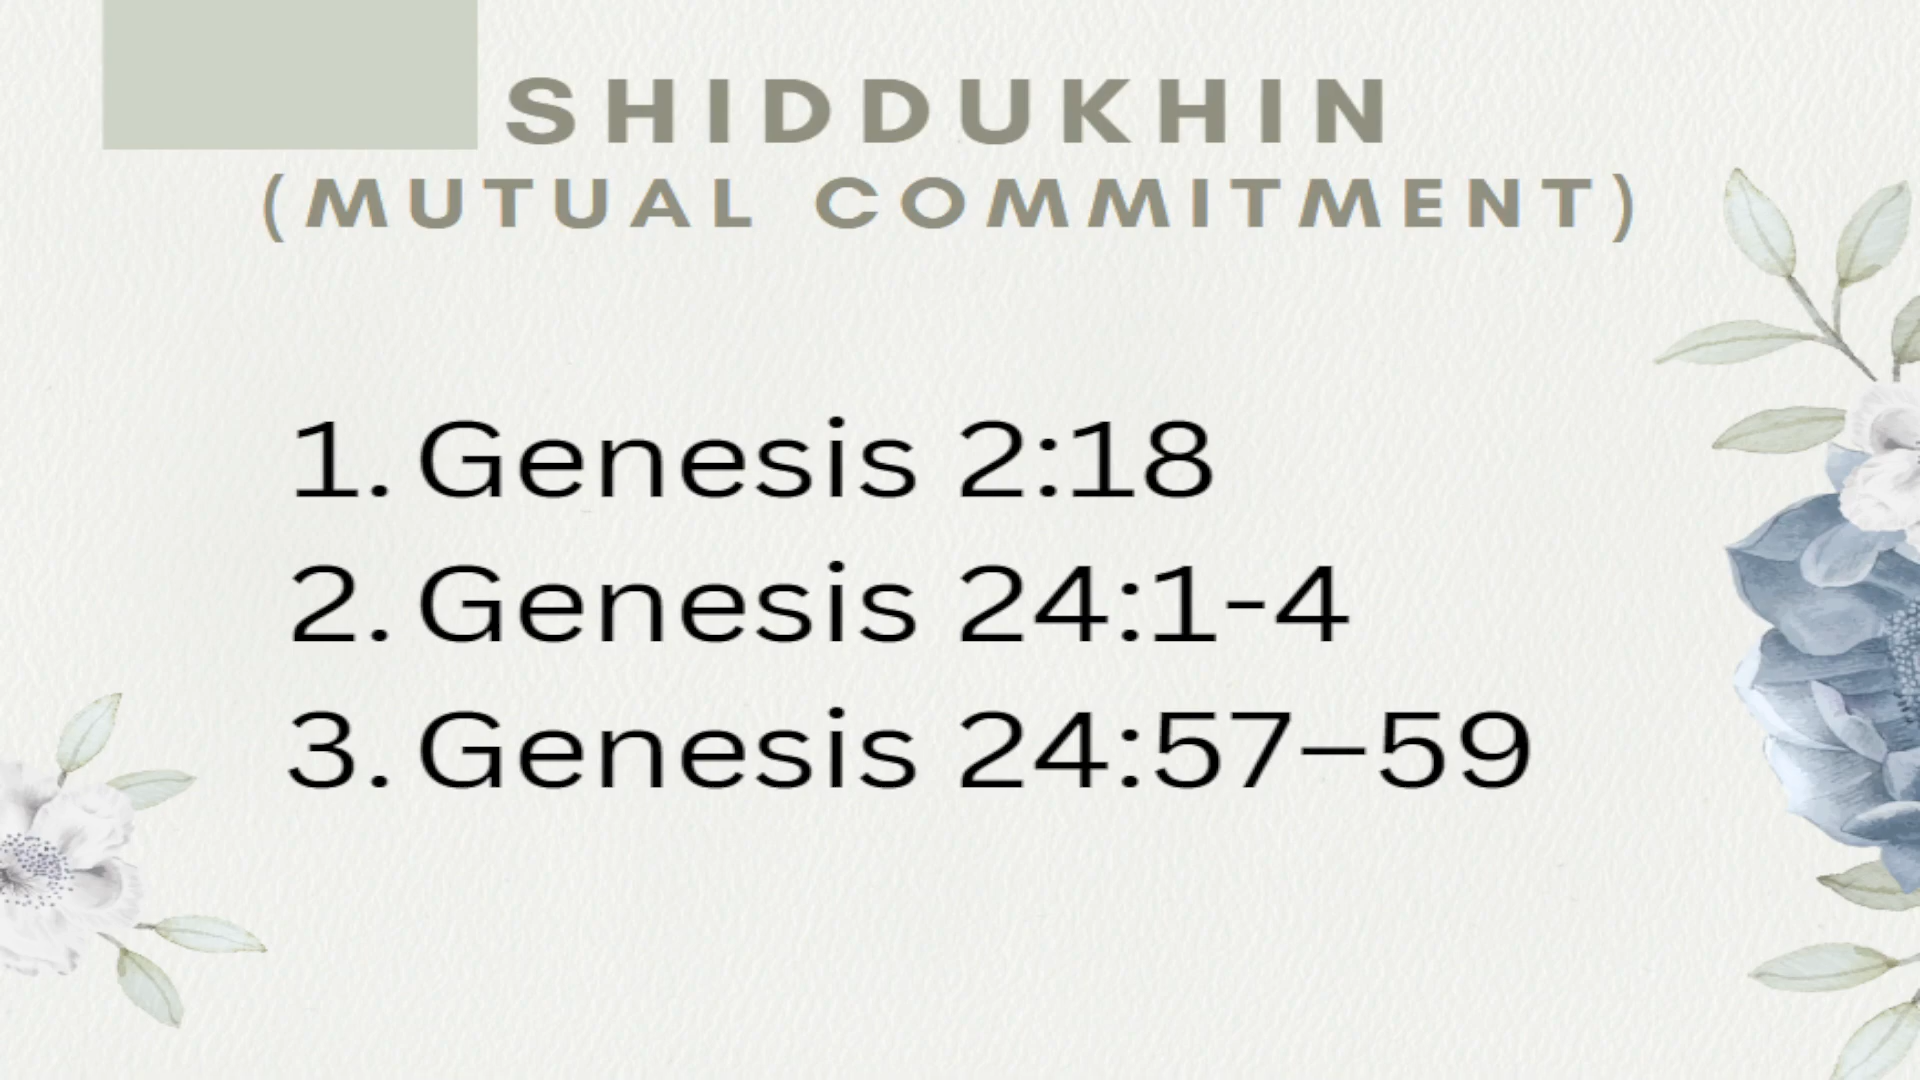 SHIDDUKHIN
(MUTUAL COMMITMENT)
1. Genesis 2:18
2. Genesis 24:1-4
3. Genesis 24:57–59